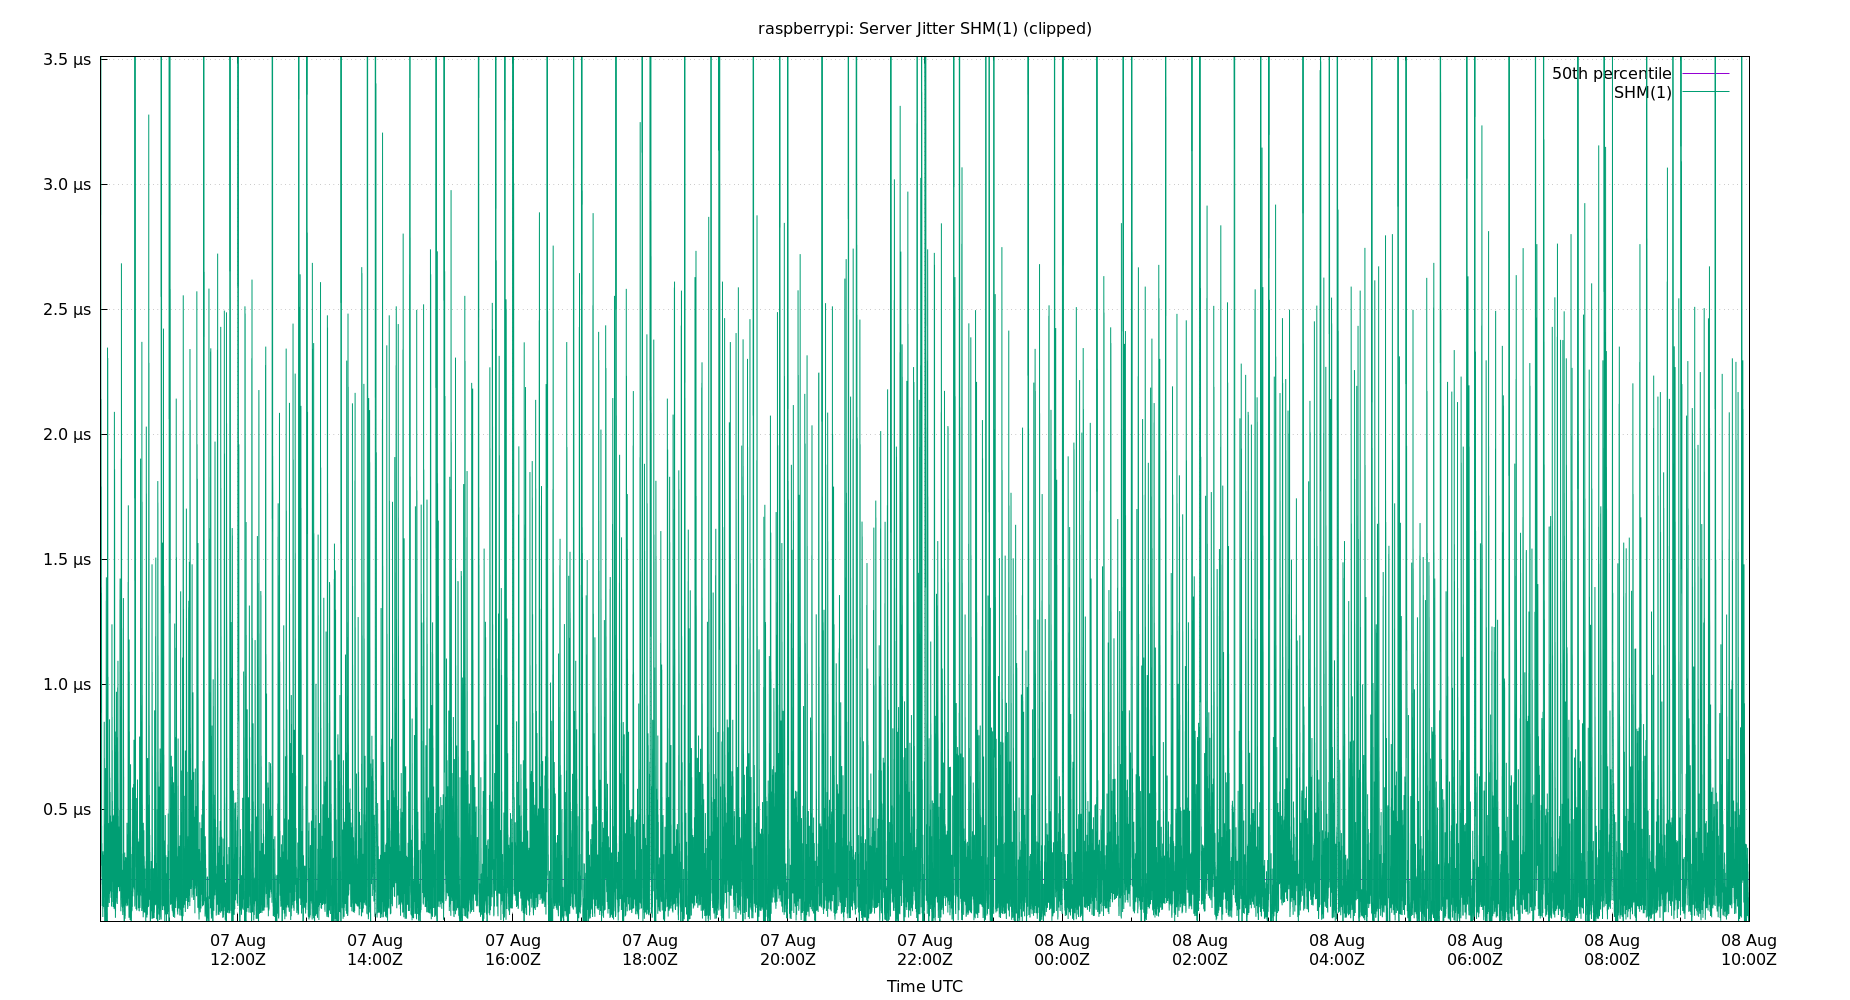 raspberrypi: Server Jitter SHM(1) (clipped)
3.5 µs
50th percentile
SHM(1)
3.0 µs
2.5 µs
2.0 µs
1.5 µs
1.0 µs
0.5 µs
07 Aug 07 Aug 07 Aug 07 Aug 07 Aug 07 Aug 08 Aug 08 Aug 08 Aug 08 Aug 08 Aug 08 Aug
12:00Z 14:00Z 16:00Z 18:00Z 20:00Z 22:00Z 00:00Z 02:00Z 04:00Z 06:00Z 08:00Z 10:00Z
Time UTC